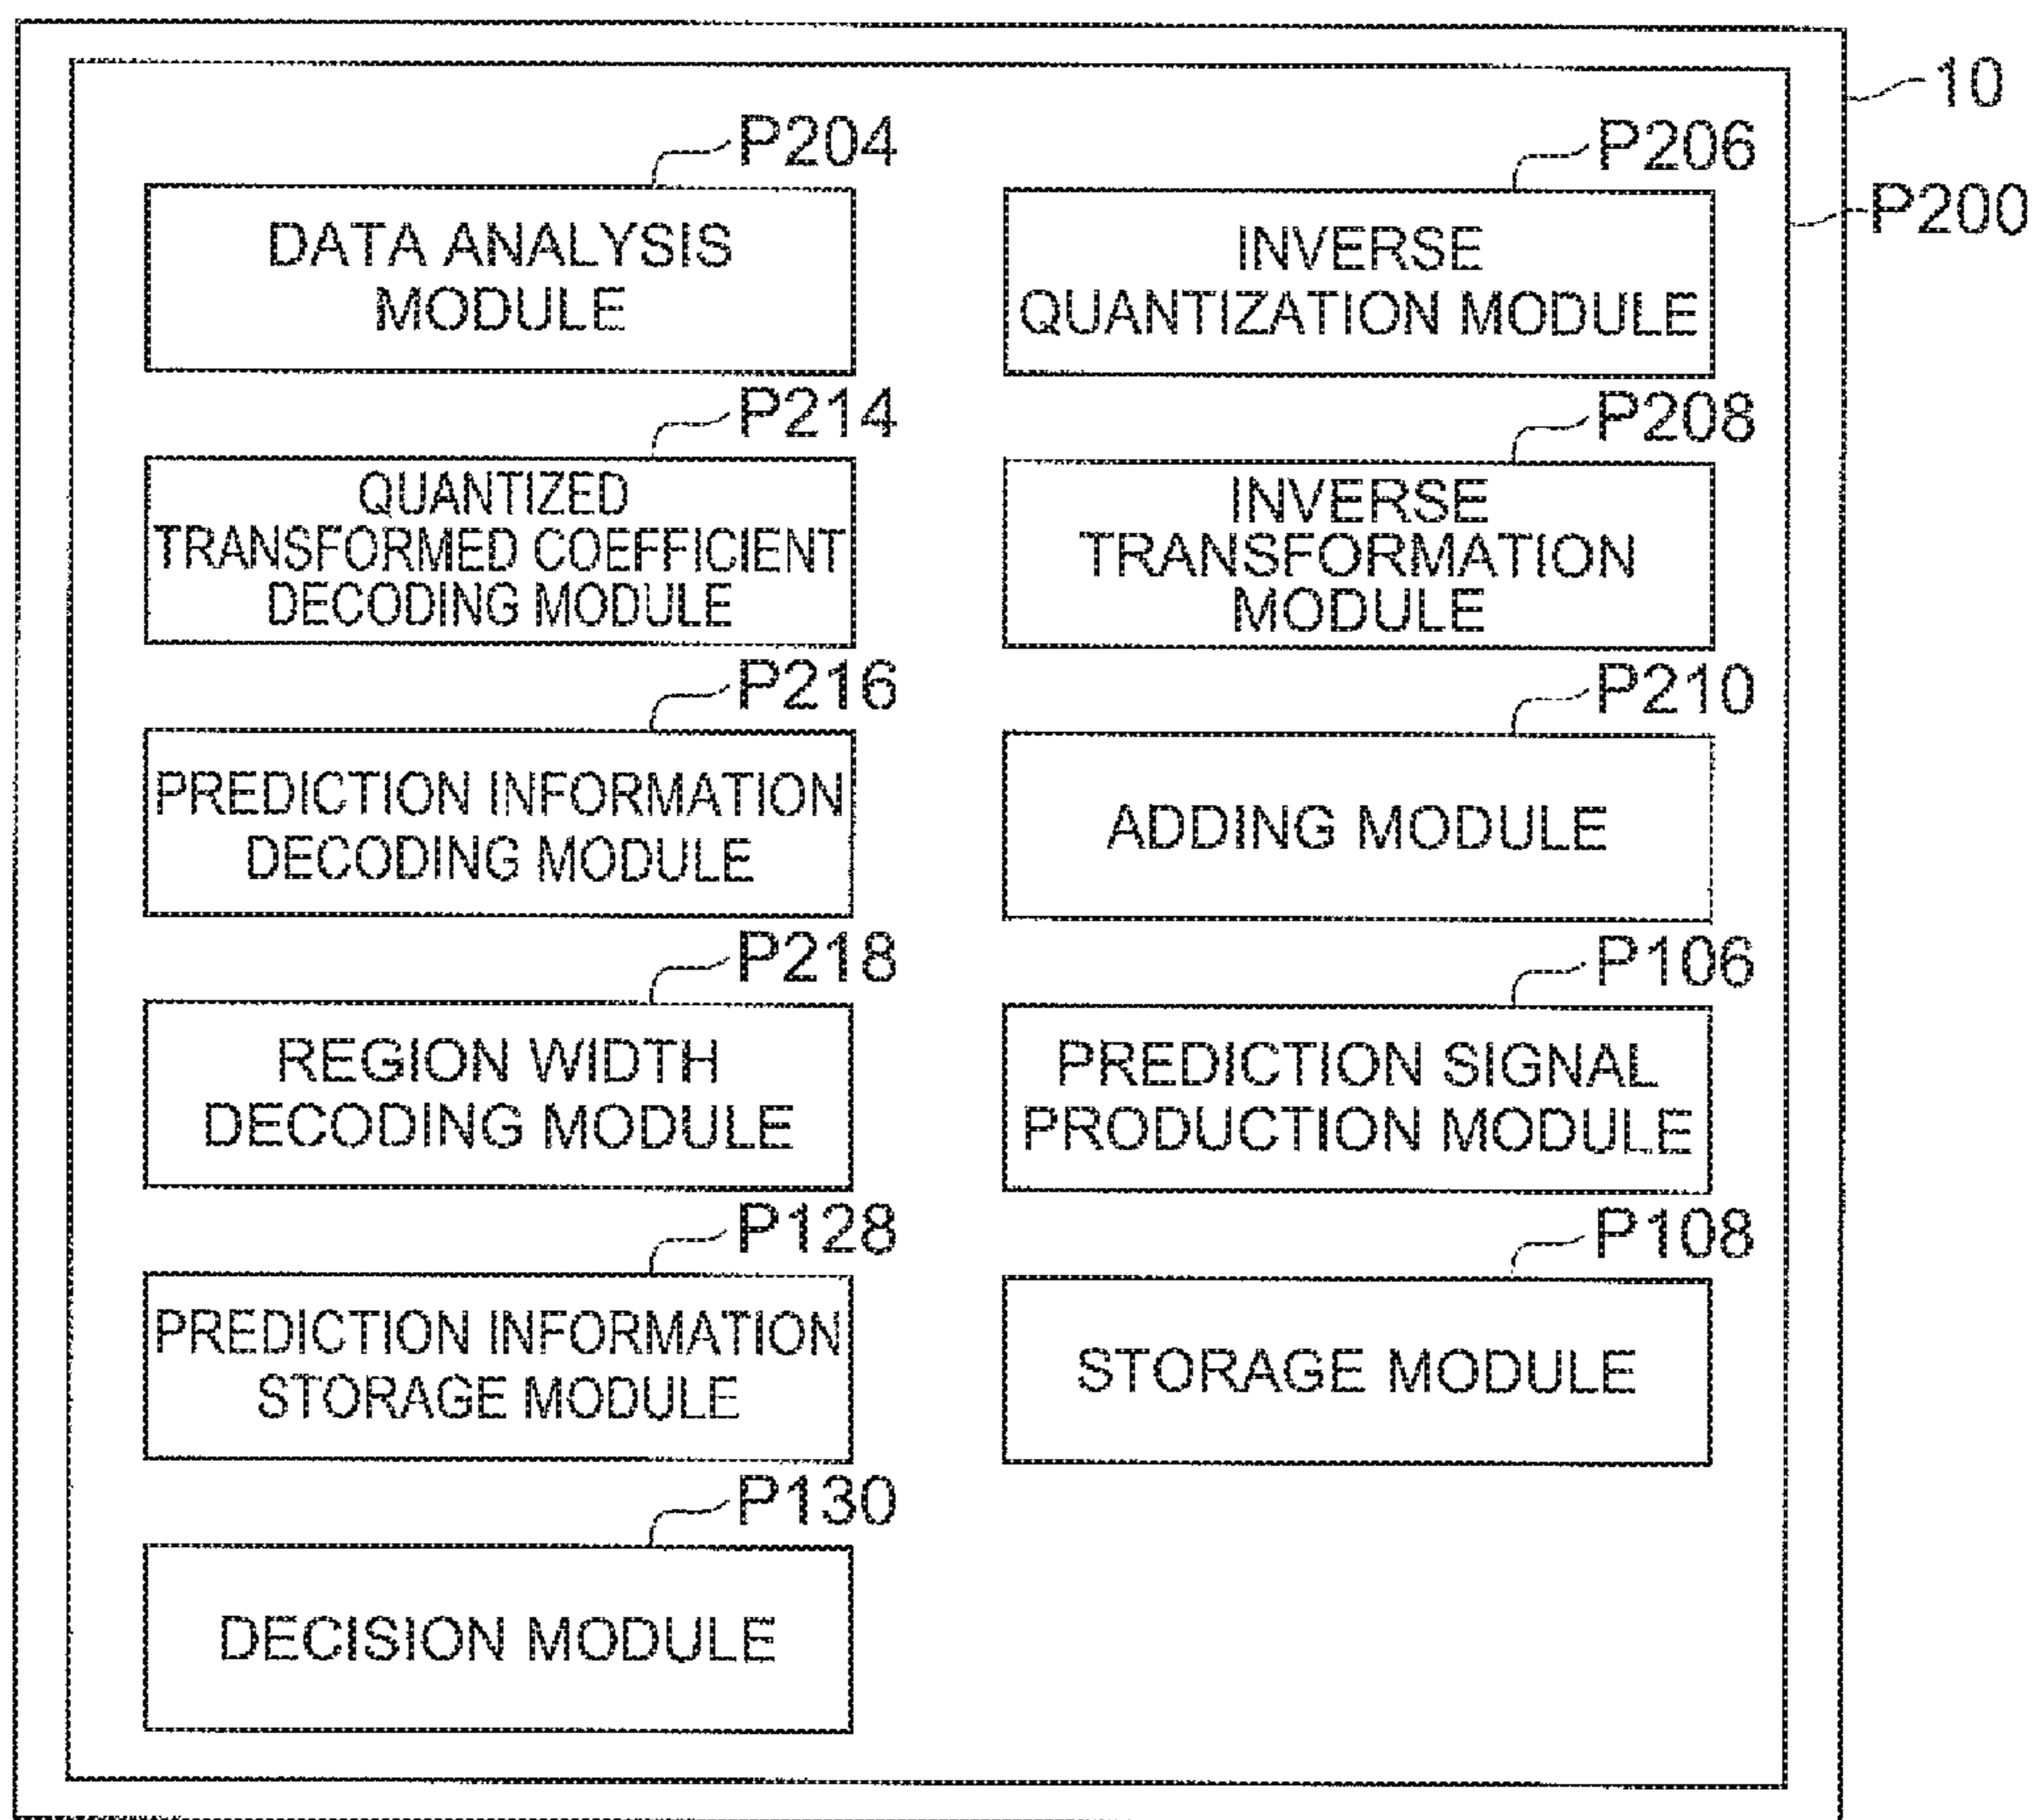 10
P200
P204
DATA ANALYSIS
MODULE
P206
INVERSE
QUANTIZATION MODULE
P214
QUANTIZED
TRANSFORMED COEFFICIENT
DECODING MODULE
P208
INVERSE
TRANSFORMATION
MODULE
P216
PREDICTION INFORMATION
DECODING MODULE
P210
ADDING MODULE
P218
REGION WIDTH
DECODING MODULE
P106
PREDICTION SIGNAL
PRODUCTION MODULE
P128
PREDICTION INFORMATION
STORAGE MODULE
P108
STORAGE MODULE
P130
DECISION MODULE